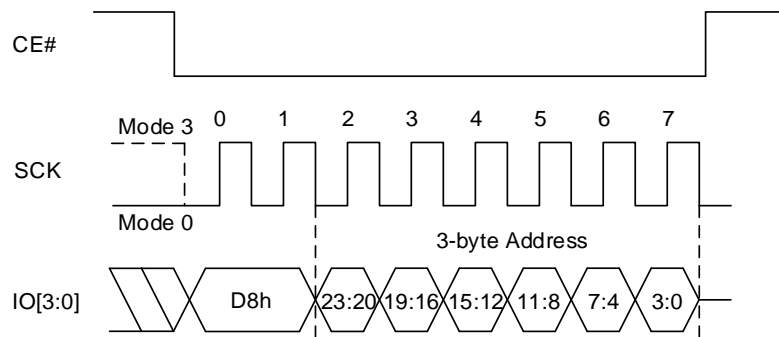 CE#
Mode 3
0 1 2 3 4 5 6 7
SCK
Mode 0
3-byte Address
IO[3:0]
D8h 23:20 19:16 15:12 11:8 7:4 3:0